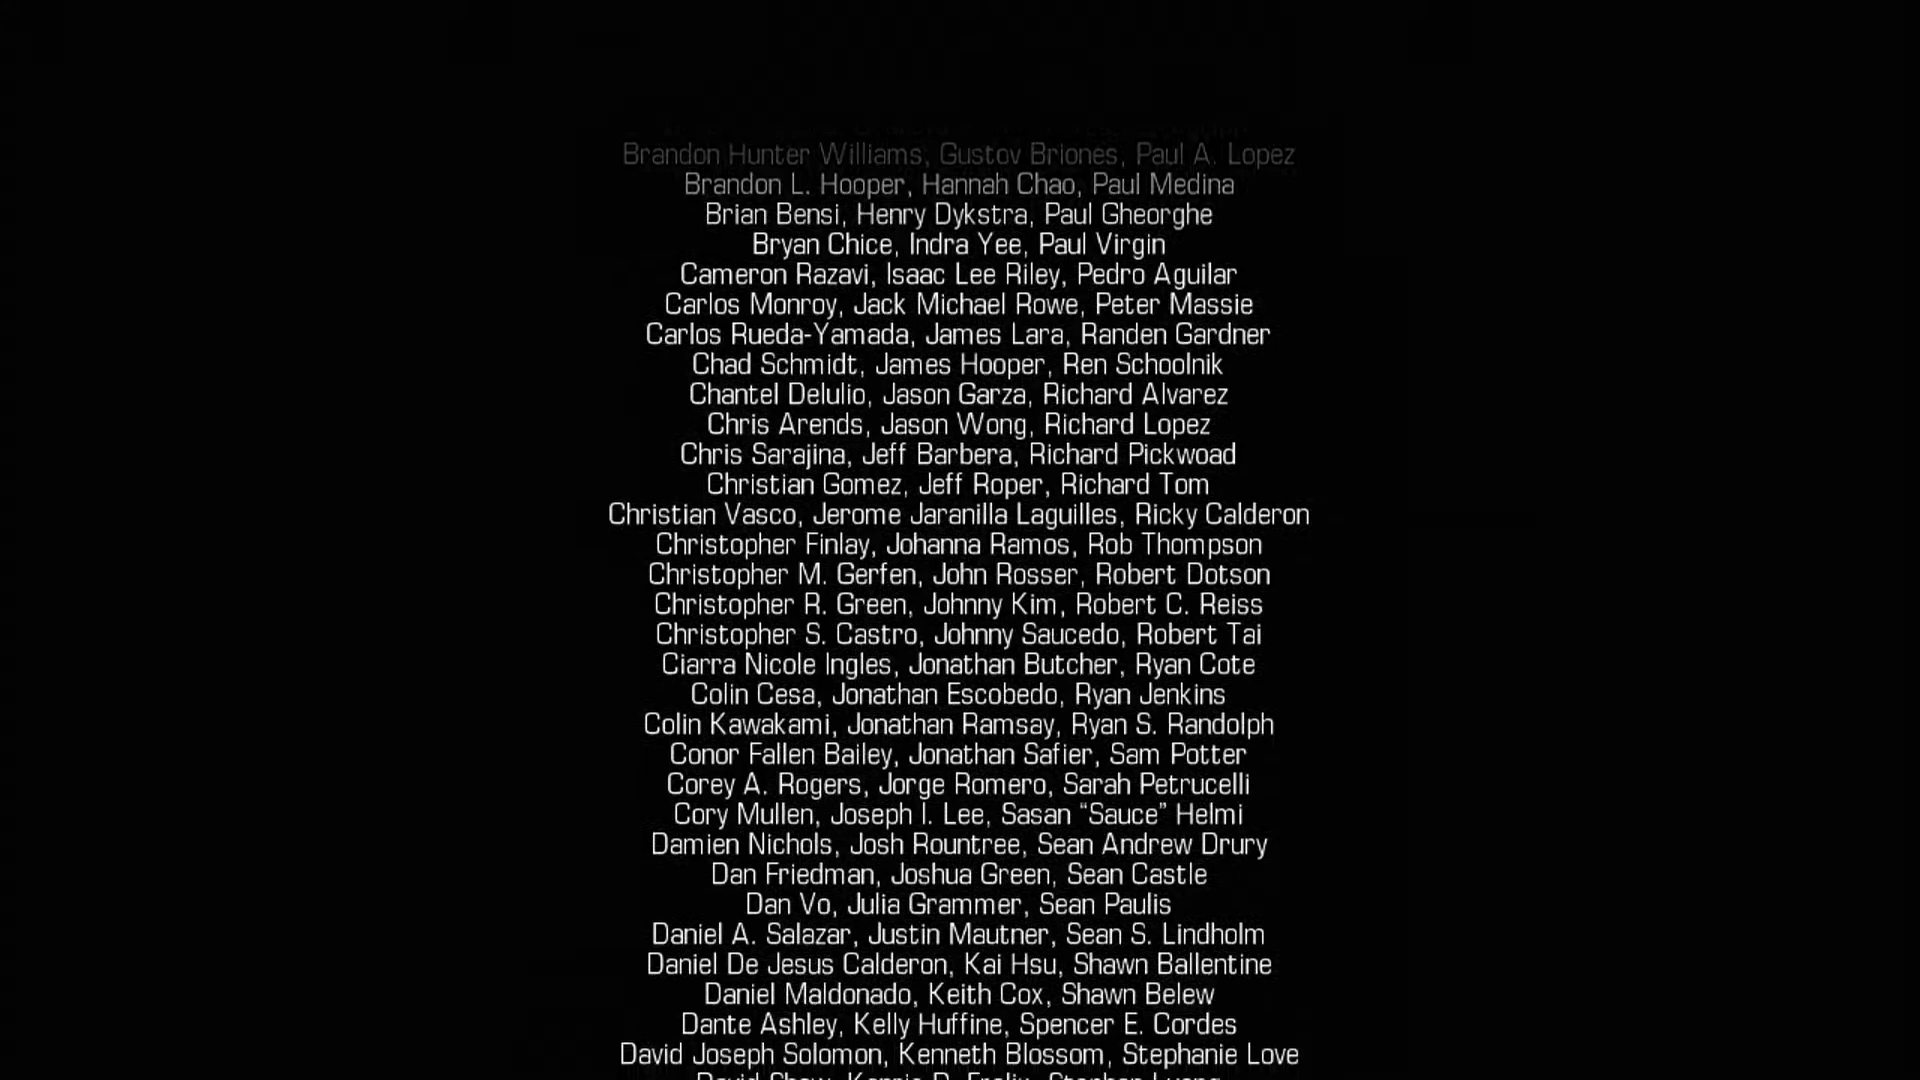 Brandon Hunter Williams, Gustov Briones, Paul A. Lopez
Brandon L. Hooper, Hannah Chao, Paul Medina
Brian Bensi, Henry Dykstra, Paul Gheorghe
Bryan Chice, Indra Yee, Paul Virgin
Cameron Razavi, Isaac Lee Riley, Pedro Aguilar
Carlos Monroy, Jack Michael Rowe, Peter Massie
Carlos Rueda-Yamada, James Lara, Randen Gardner
Chad Schmidt, James Hooper, Ren Schoolnik
Chantel Delulio, Jason Garza, Richard Alvarez
Chris Arends, Jason Wong, Richard Lopez
Chris Sarajina, Jeff Barbera, Richard Pickwoad
Christian Gomez, Jeff Roper, Richard Tom
Christian Vasco, Jerome Jaranilla Laguilles, Ricky Calderon
Christopher Finlay, Johanna Ramos, Rob Thompson
Christopher M. Gerfen, John Rosser, Robert Dotson
Christopher R. Green, Johnny Kim, Robert C. Reiss
Christopher S. Castro, Johnny Saucedo, Robert Tai
Ciarra Nicole Ingles, Jonathan Butcher, Ryan Cote
Colin Cesa, Jonathan Escobedo, Ryan Jenkins
Colin Kawakami, Jonathan Ramsay, Ryan S. Randolph
Conor Fallen Bailey, Jonathan Safier, Sam Potter
Corey A. Rogers, Jorge Romero, Sarah Petrucelli
Cory Mullen, Joseph I. Lee, Sasan “Sauce” Helmi
Damien Nichols, Josh Rountree, Sean Andrew Drury
Dan Friedman, Joshua Green, Sean Castle
Dan Vo, Julia Grammer, Sean Paulis
Daniel A. Salazar, Justin Mautner, Sean S. Lindholm
Daniel De Jesus Calderon, Kai Hsu, Shawn Ballentine
Daniel Maldonado, Keith Cox, Shawn Belew
Dante Ashley, Kelly Huffine, Spencer E. Cordes
David Joseph Solomon, Kenneth Blossom, Stephanie Love